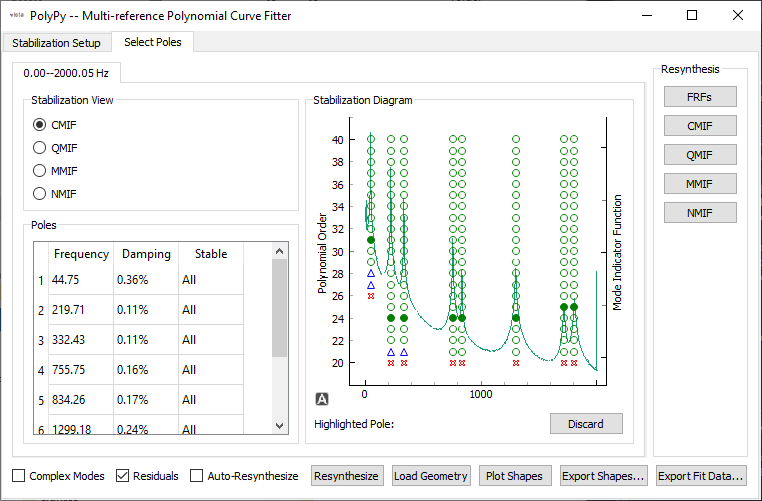 vista PolyPy -- Multi-reference Polynomial Curve Fitter
Stabilization Setup Select Poles
0.00--2000.05 Hz
Stabilization View
CMIF
QMIF
MMIF
NMIF
Poles
Frequency Damping Stable
1 44.75 0.36% All
2 219.71 0.11% All
3 332.43 0.11% All
4 755.75 0.16% All
5 834.26 0.17% All
6 1299.18 0.24% All
Stabilization Diagram
Polynomial Order
40
38
36
34
32
30
28
26
24
22
20
0 1000
Mode Indicator Function
A
Highlighted Pole: Discard
Resynthesis
FRFs
CMIF
QMIF
MMIF
NMIF
Complex Modes Residuals Auto-Resynthesize Resynthesize Load Geometry Plot Shapes Export Shapes... Export Fit Data...